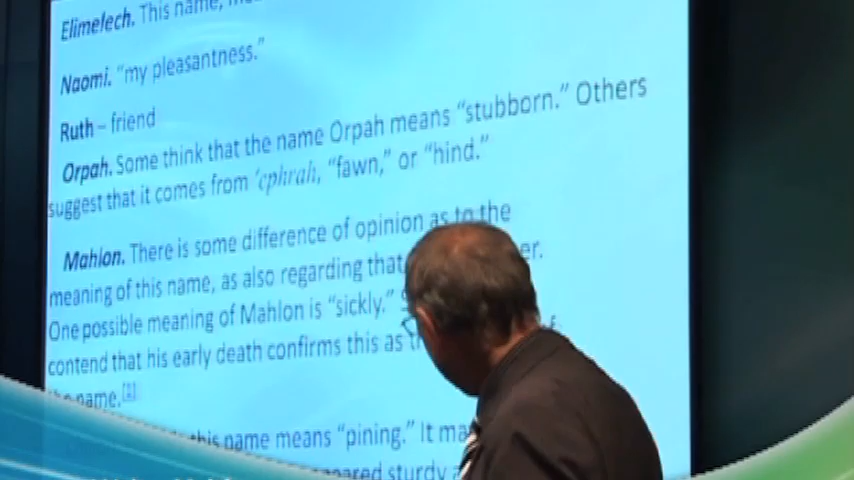 Elimelech. This name,
Naomi. “my pleasantness.”
Ruth – friend
Orpah. Some think that the name Orpah means “stubborn.” Others
suggest that it comes from ‘ephrah, “fawn,” or “hind.”
Mahlon. There is some difference of opinion as to the
meaning of this name, as also regarding that
One possible meaning of Mahlon is “sickly.”
contend that his early death confirms this as
name.[1]
this name means “pining.” It
sturdy